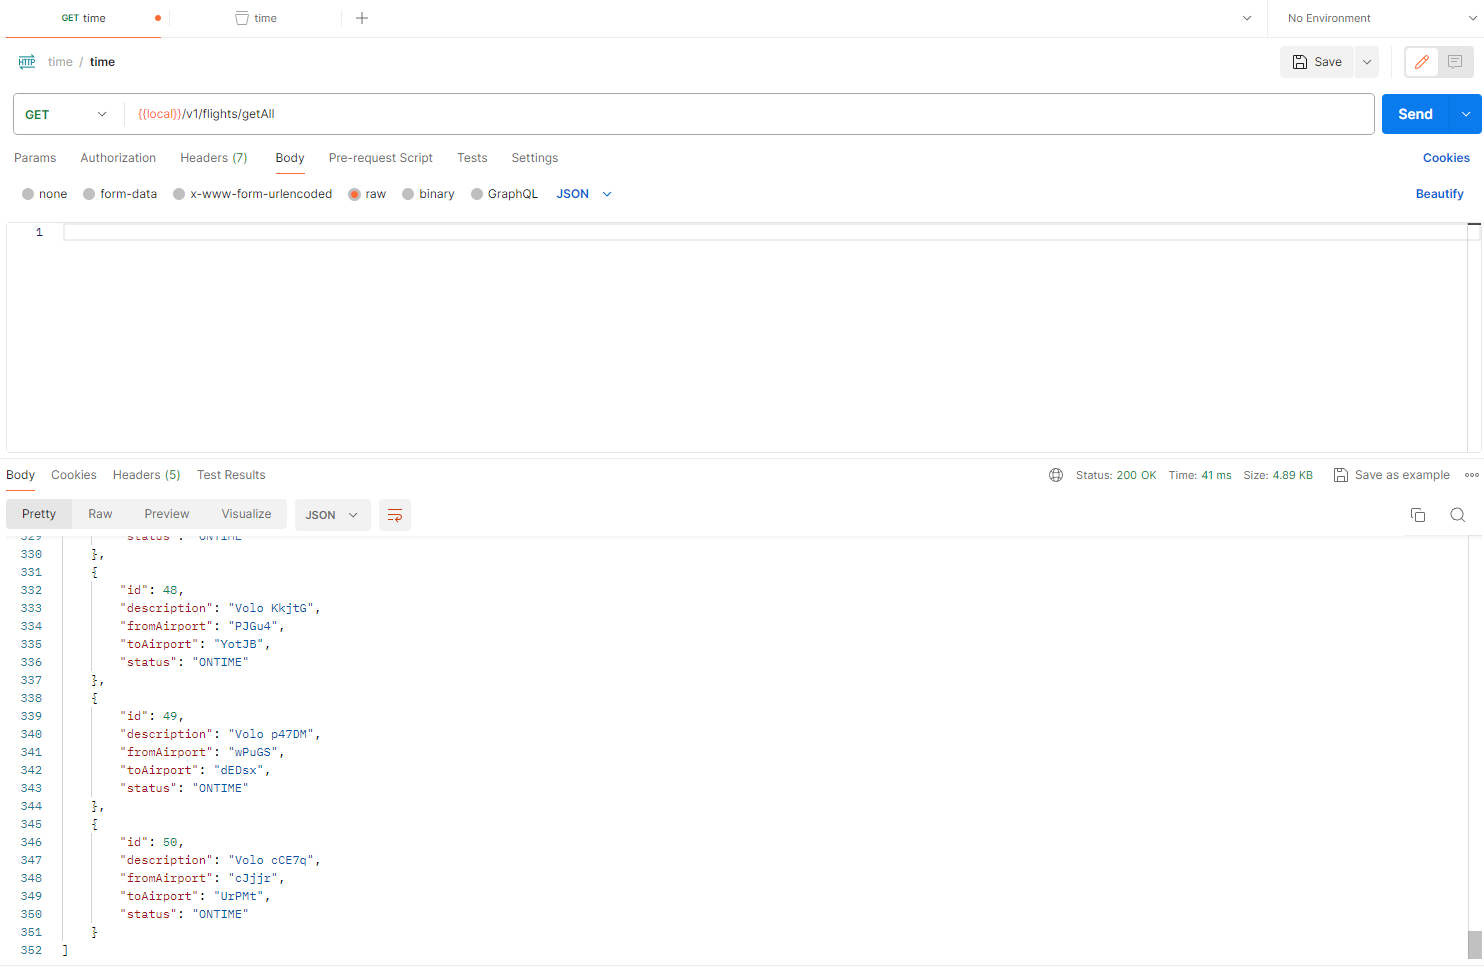 GET time
time
No Environment
HTTP time / time
Save
GET {{local}}/v1/flights/getAll
Send
Params Authorization Headers (7) Body Pre-request Script Tests Settings Cookies
none form-data x-www-form-urlencoded raw binary GraphQL JSON Beautify
1
Body Cookies Headers (5) Test Results Status: 200 OK Time: 41 ms Size: 4.89 KB Save as example
Pretty Raw Preview Visualize JSON
329 "status": "ONTIME"
330 },
331 {
332 "id": 48,
333 "description": "Volo KkjtG",
334 "fromAirport": "PJGu4",
335 "toAirport": "YotJB",
336 "status": "ONTIME"
337 },
338 {
339 "id": 49,
340 "description": "Volo p47DM",
341 "fromAirport": "wPuGS",
342 "toAirport": "dEDsx",
343 "status": "ONTIME"
344 },
345 {
346 "id": 50,
347 "description": "Volo cCE7q",
348 "fromAirport": "cJjjr",
349 "toAirport": "UrPMt",
350 "status": "ONTIME"
351 }
352 ]